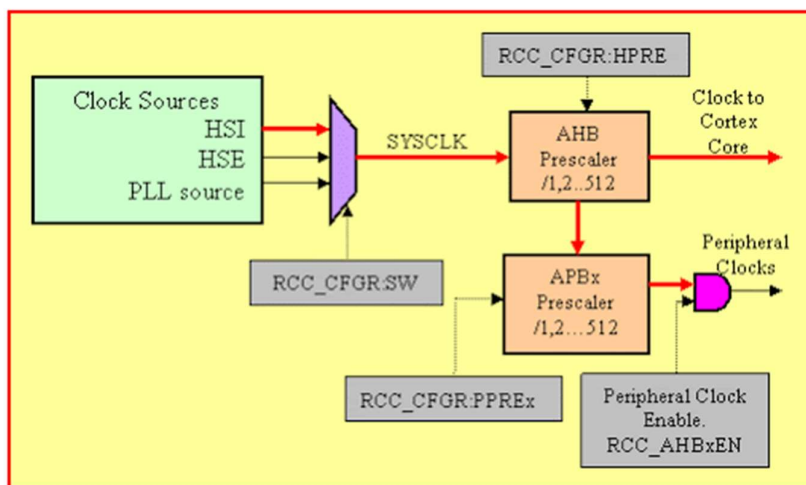 RCC_CFGR:HPRE
Clock Sources
HSI
HSE
PLL source
SYSCLK
AHB
Prescaler
/1,2..512
Clock to
Cortex
Core
RCC_CFGR:SW
APBx
Prescaler
/1,2...512
Peripheral
Clocks
RCC_CFGR:PPREx
Peripheral Clock
Enable.
RCC_AHBxEN